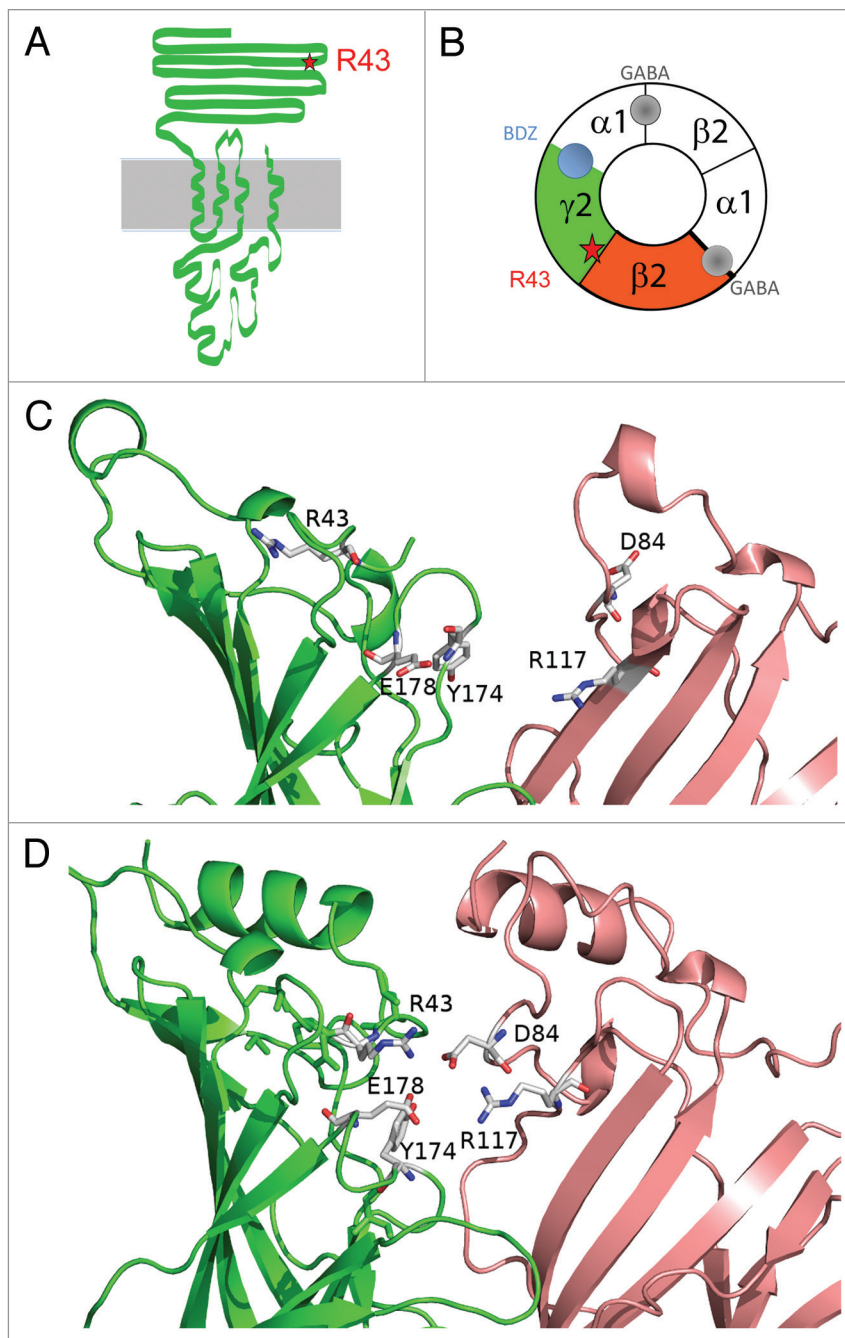 A
R43
B
GABA
α1
β2
BDZ
γ2
α1
R43
β2
GABA
C
R43
D84
E178
Y174
R117
D
R43
D84
E178
R117
Y174